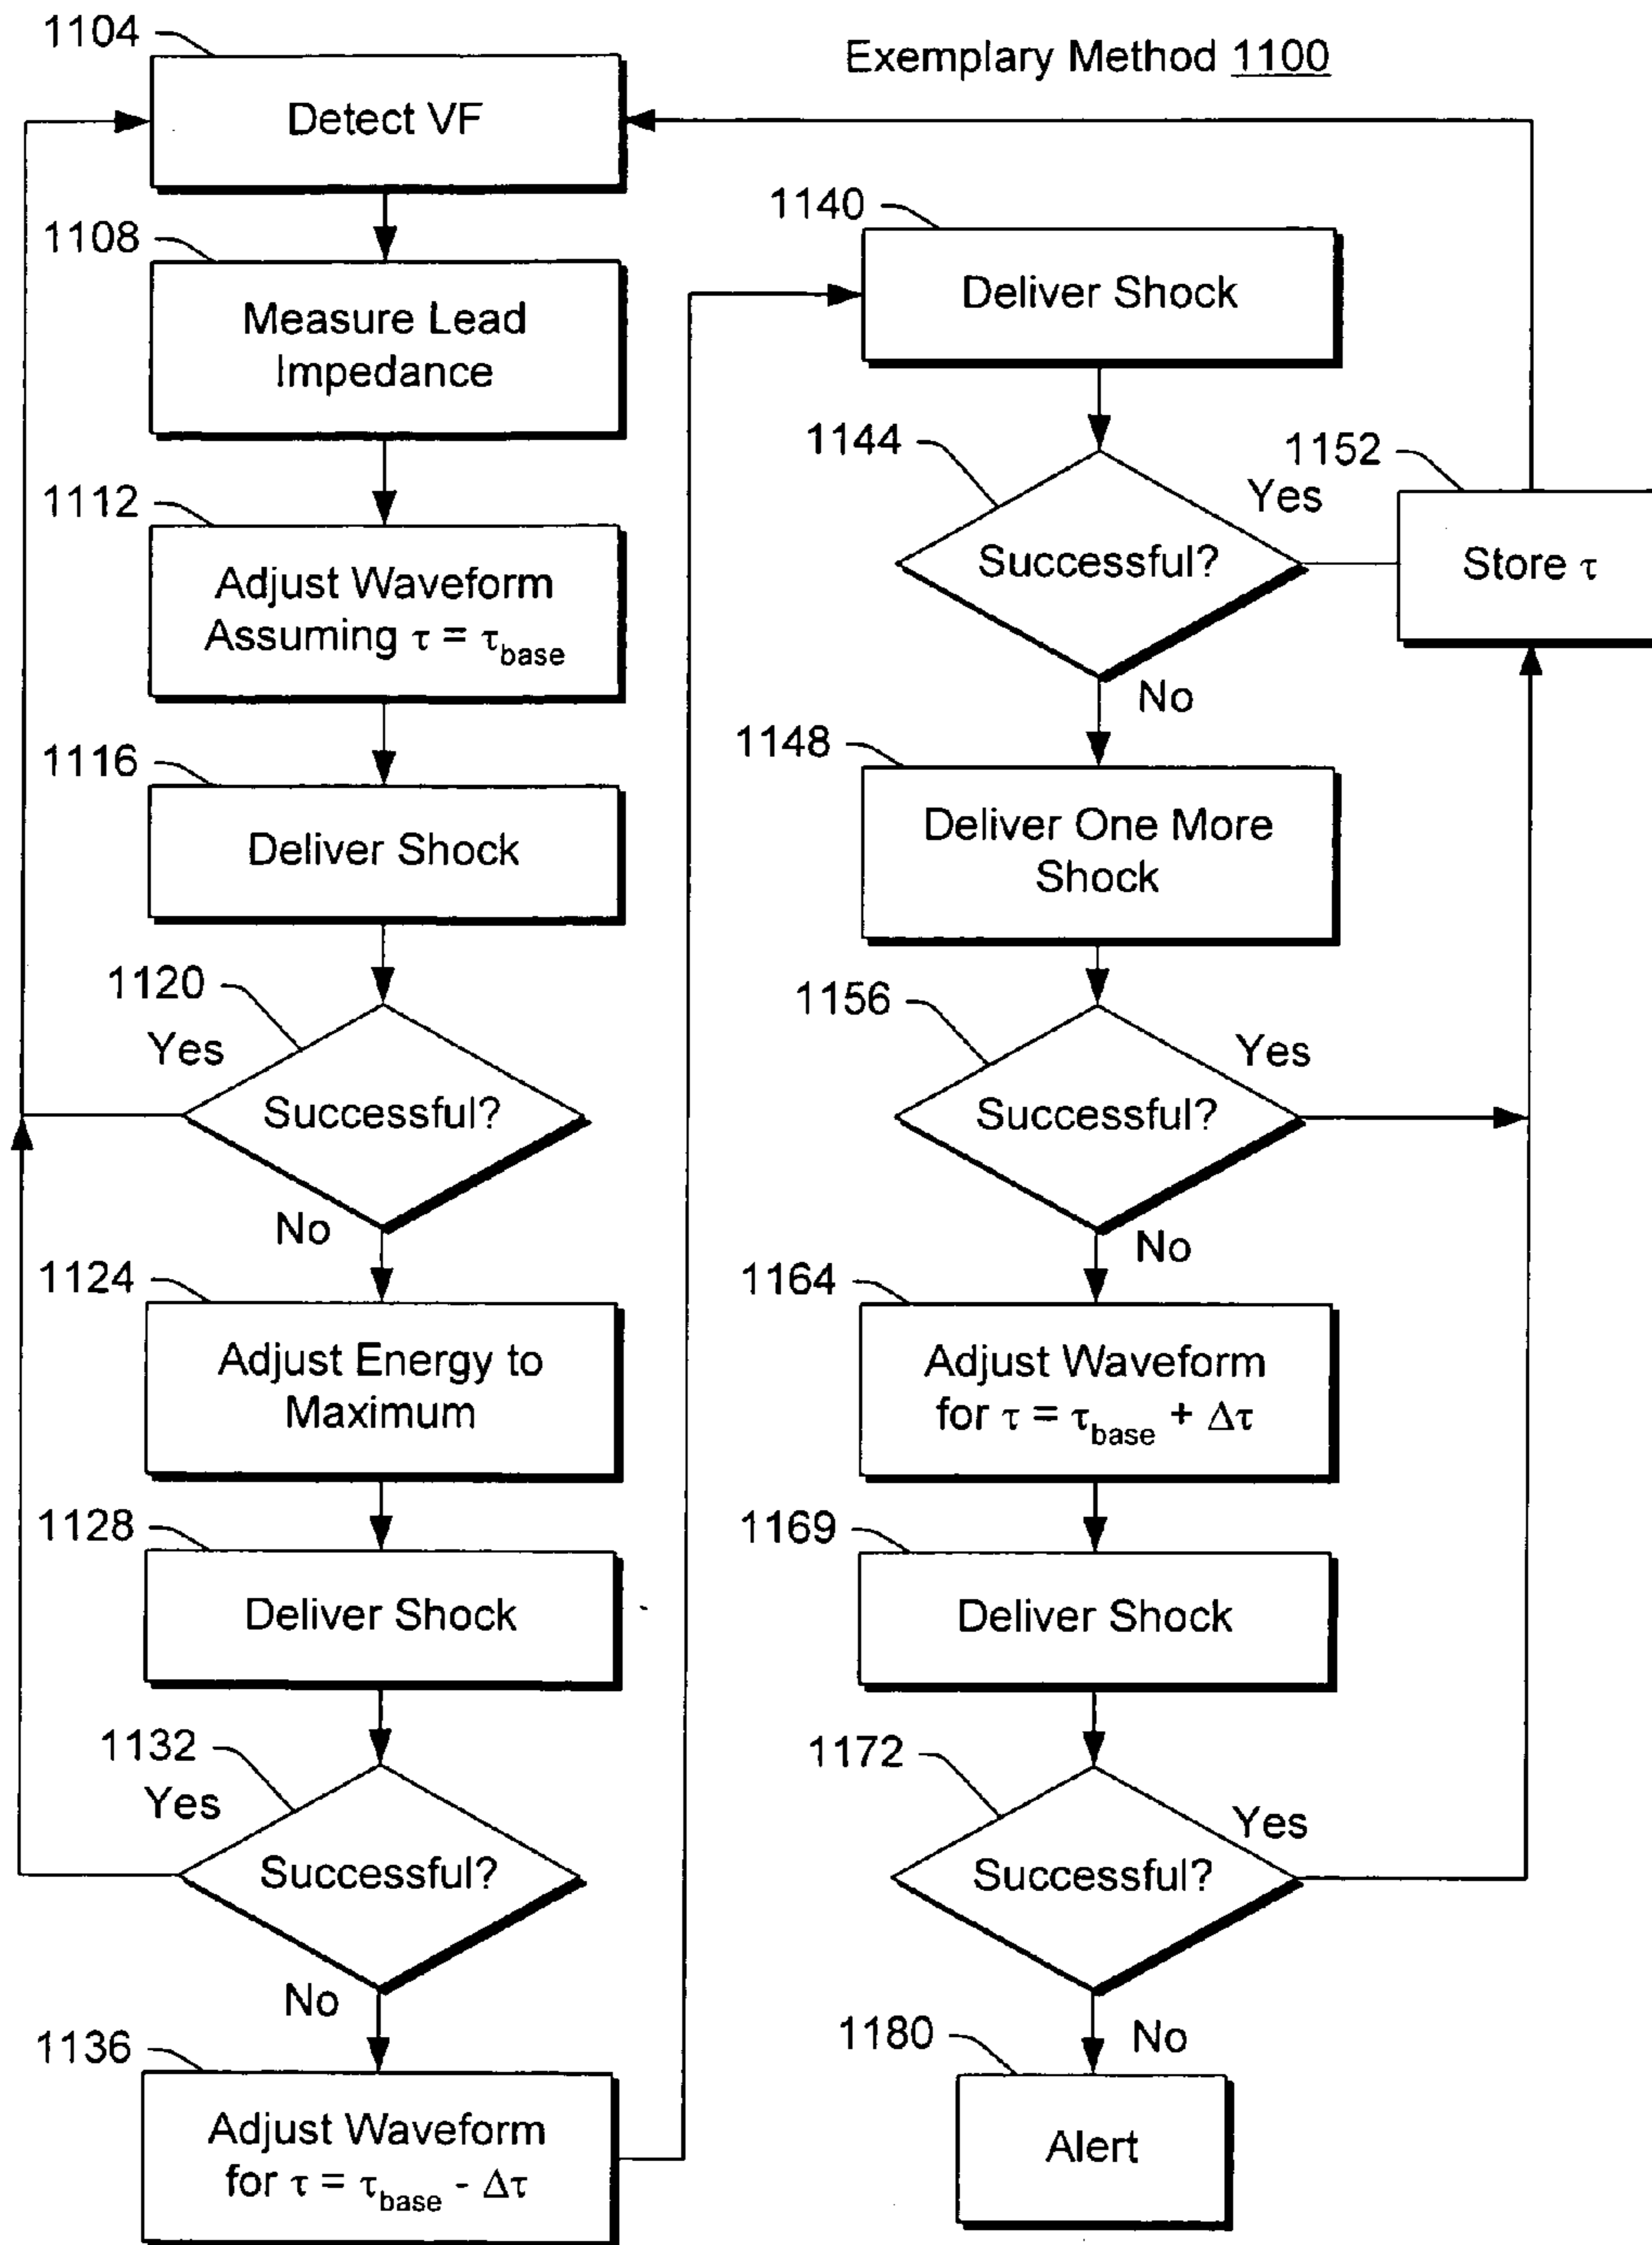 Exemplary Method 1100
1104
Detect VF
1108
Measure Lead
Impedance
1112
Adjust Waveform
Assuming τ = τbase
1116
Deliver Shock
1120
Yes
Successful?
No
1124
Adjust Energy to
Maximum
1128
Deliver Shock
1132
Yes
Successful?
No
1136
Adjust Waveform
for τ = τbase - Δτ
1140
Deliver Shock
1144
Yes
Successful?
No
1152
Store τ
1148
Deliver One More
Shock
1156
Yes
Successful?
No
1164
Adjust Waveform
for τ = τbase + Δτ
1169
Deliver Shock
1172
Yes
Successful?
No
1180
Alert